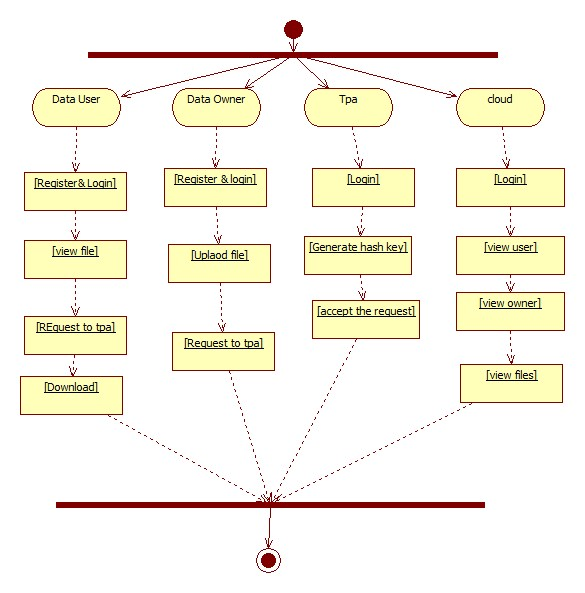 Data User
Data Owner
Tpa
cloud
[Register& Login]
[Register & login]
[Login]
[Login]
[view file]
[Uplaod file]
[Generate hash key]
[view user]
[REquest to tpa]
[Request to tpa]
[accept the request]
[view owner]
[Download]
[view files]